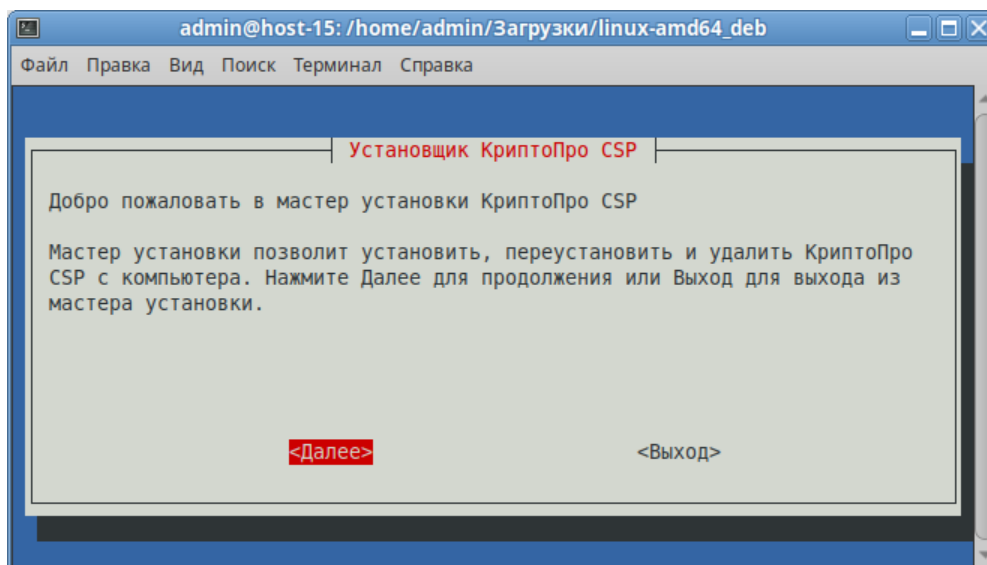 admin@host-15: /home/admin/Загрузки/linux-amd64_deb
Файл Правка Вид Поиск Терминал Справка
Установщик КриптоПро CSP
Добро пожаловать в мастер установки КриптоПро CSP
Мастер установки позволит установить, переустановить и удалить КриптоПро
CSP с компьютера. Нажмите Далее для продолжения или Выход для выхода из
мастера установки.
<Далее> <Выход>